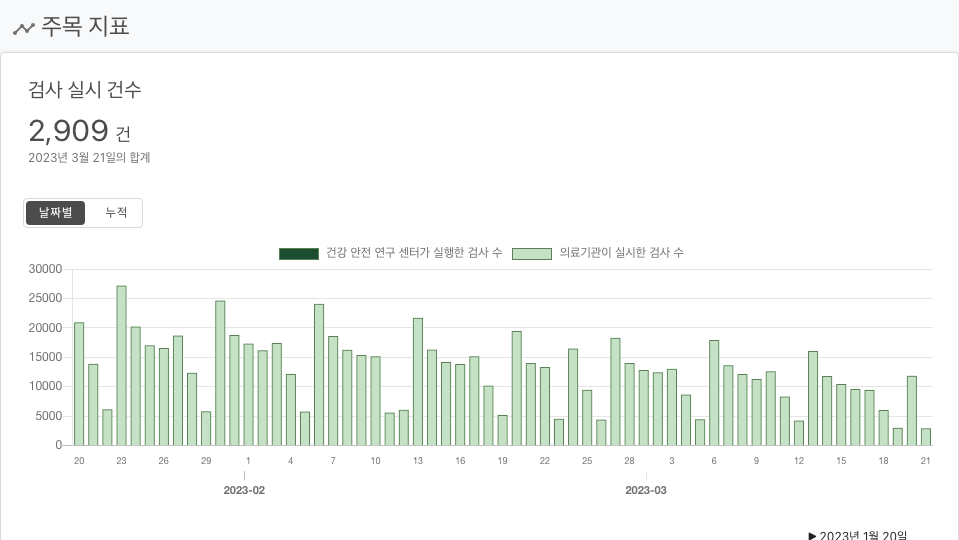 주목 지표
검사 실시 건수
2,909 건
2023년 3월 21일의 합계
날짜별 누적
건강 안전 연구 센터가 실행한 검사 수 의료기관이 실시한 검사 수
30000
25000
20000
15000
10000
5000
0
20 23 26 29 1 4 7 10 13 16 19 22 25 28 3 6 9 12 15 18 21
2023-02 2023-03
▶ 2023년 1월 20일